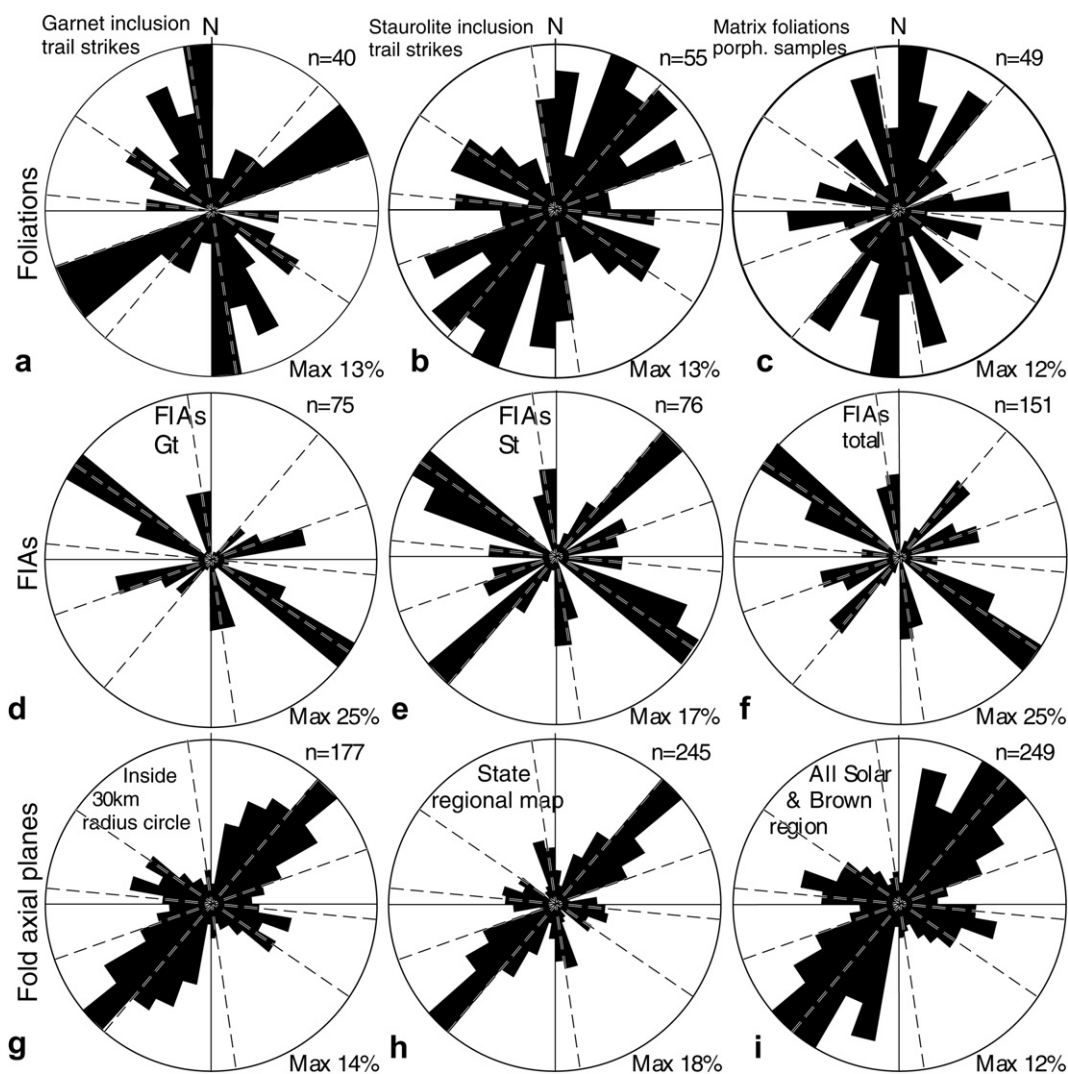 Garnet inclusion
trail strikes
N
n=40
Staurolite inclusion
trail strikes
N
n=55
Matrix foliations
porph. samples
N
n=49
Foliations
a
Max 13%
b
Max 13%
c
Max 12%
FIAs
Gt
n=75
FIAs
St
n=76
FIAs
total
n=151
FIAs
d
Max 25%
e
Max 17%
f
Max 25%
Inside
30km
radius circle
n=177
State
regional map
n=245
All Solar
& Brown
region
n=249
Fold axial planes
g
Max 14%
h
Max 18%
i
Max 12%